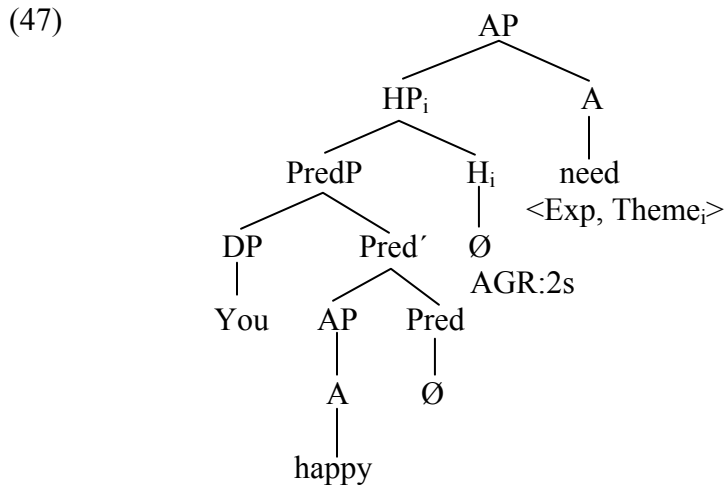 (47)
AP
HPᵢ A
PredP Hᵢ need
<Exp, Themeᵢ>
DP Pred´ Ø
AGR:2s
You AP Pred
A Ø
happy